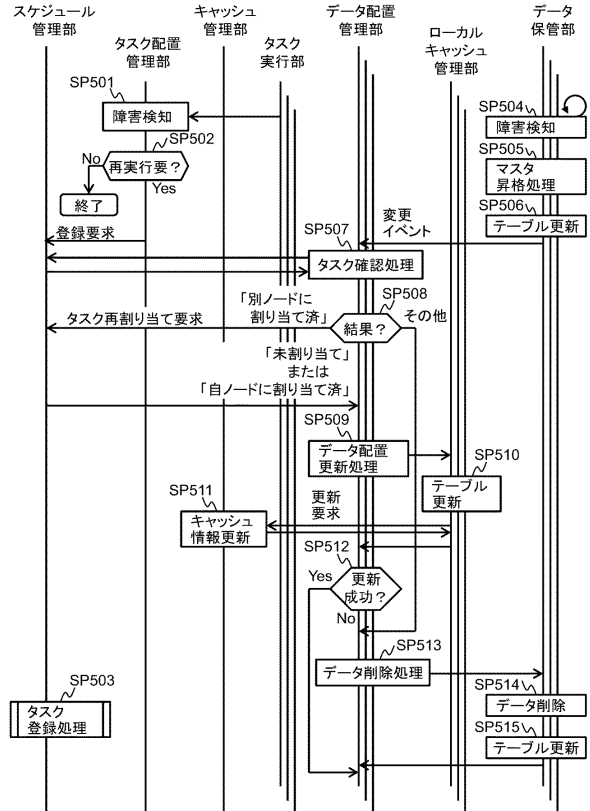 スケジュール
管理部
タスク配置
管理部
キャッシュ
管理部
タスク
実行部
データ配置
管理部
ローカル
キャッシュ
管理部
データ
保管部
SP501
障害検知
SP502
再実行要？
No
Yes
終了
登録要求
SP504
障害検知
SP505
マスタ
昇格処理
SP506
テーブル更新
変更
イベント
SP507
タスク確認処理
SP508
結果？
「別ノードに
割り当て済」
その他
タスク再割り当て要求
「未割り当て」
または
「自ノードに割り当て済」
SP509
データ配置
更新処理
SP510
テーブル
更新
SP511
キャッシュ
情報更新
更新
要求
SP512
更新
成功？
Yes
No
SP513
データ削除処理
SP503
タスク
登録処理
SP514
データ削除
SP515
テーブル更新